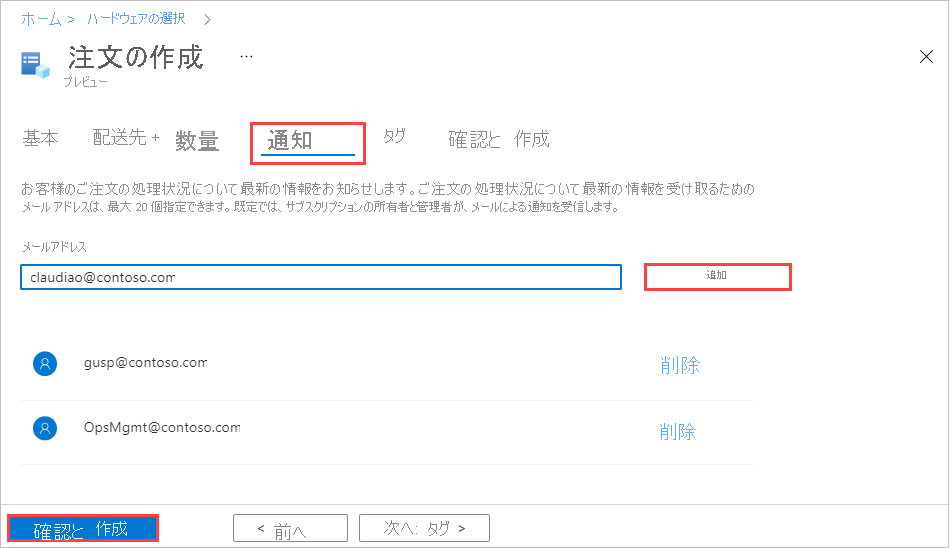 ホーム > ハードウェアの選択 >
注文の作成 ...
プレビュー
基本 配送先 + 数量 通知 タグ 確認と 作成
お客様のご注文の処理状況について最新の情報をお知らせします。ご注文の処理状況について最新の情報を受け取るための
メール アドレスは、最大 20 個指定できます。既定では、サブスクリプションの所有者と管理者が、メールによる通知を受信します。
メールアドレス
claudiao@contoso.com 追加
gusp@contoso.com 削除
OpsMgmt@contoso.com 削除
確認と 作成 < 前へ 次へ: タグ >